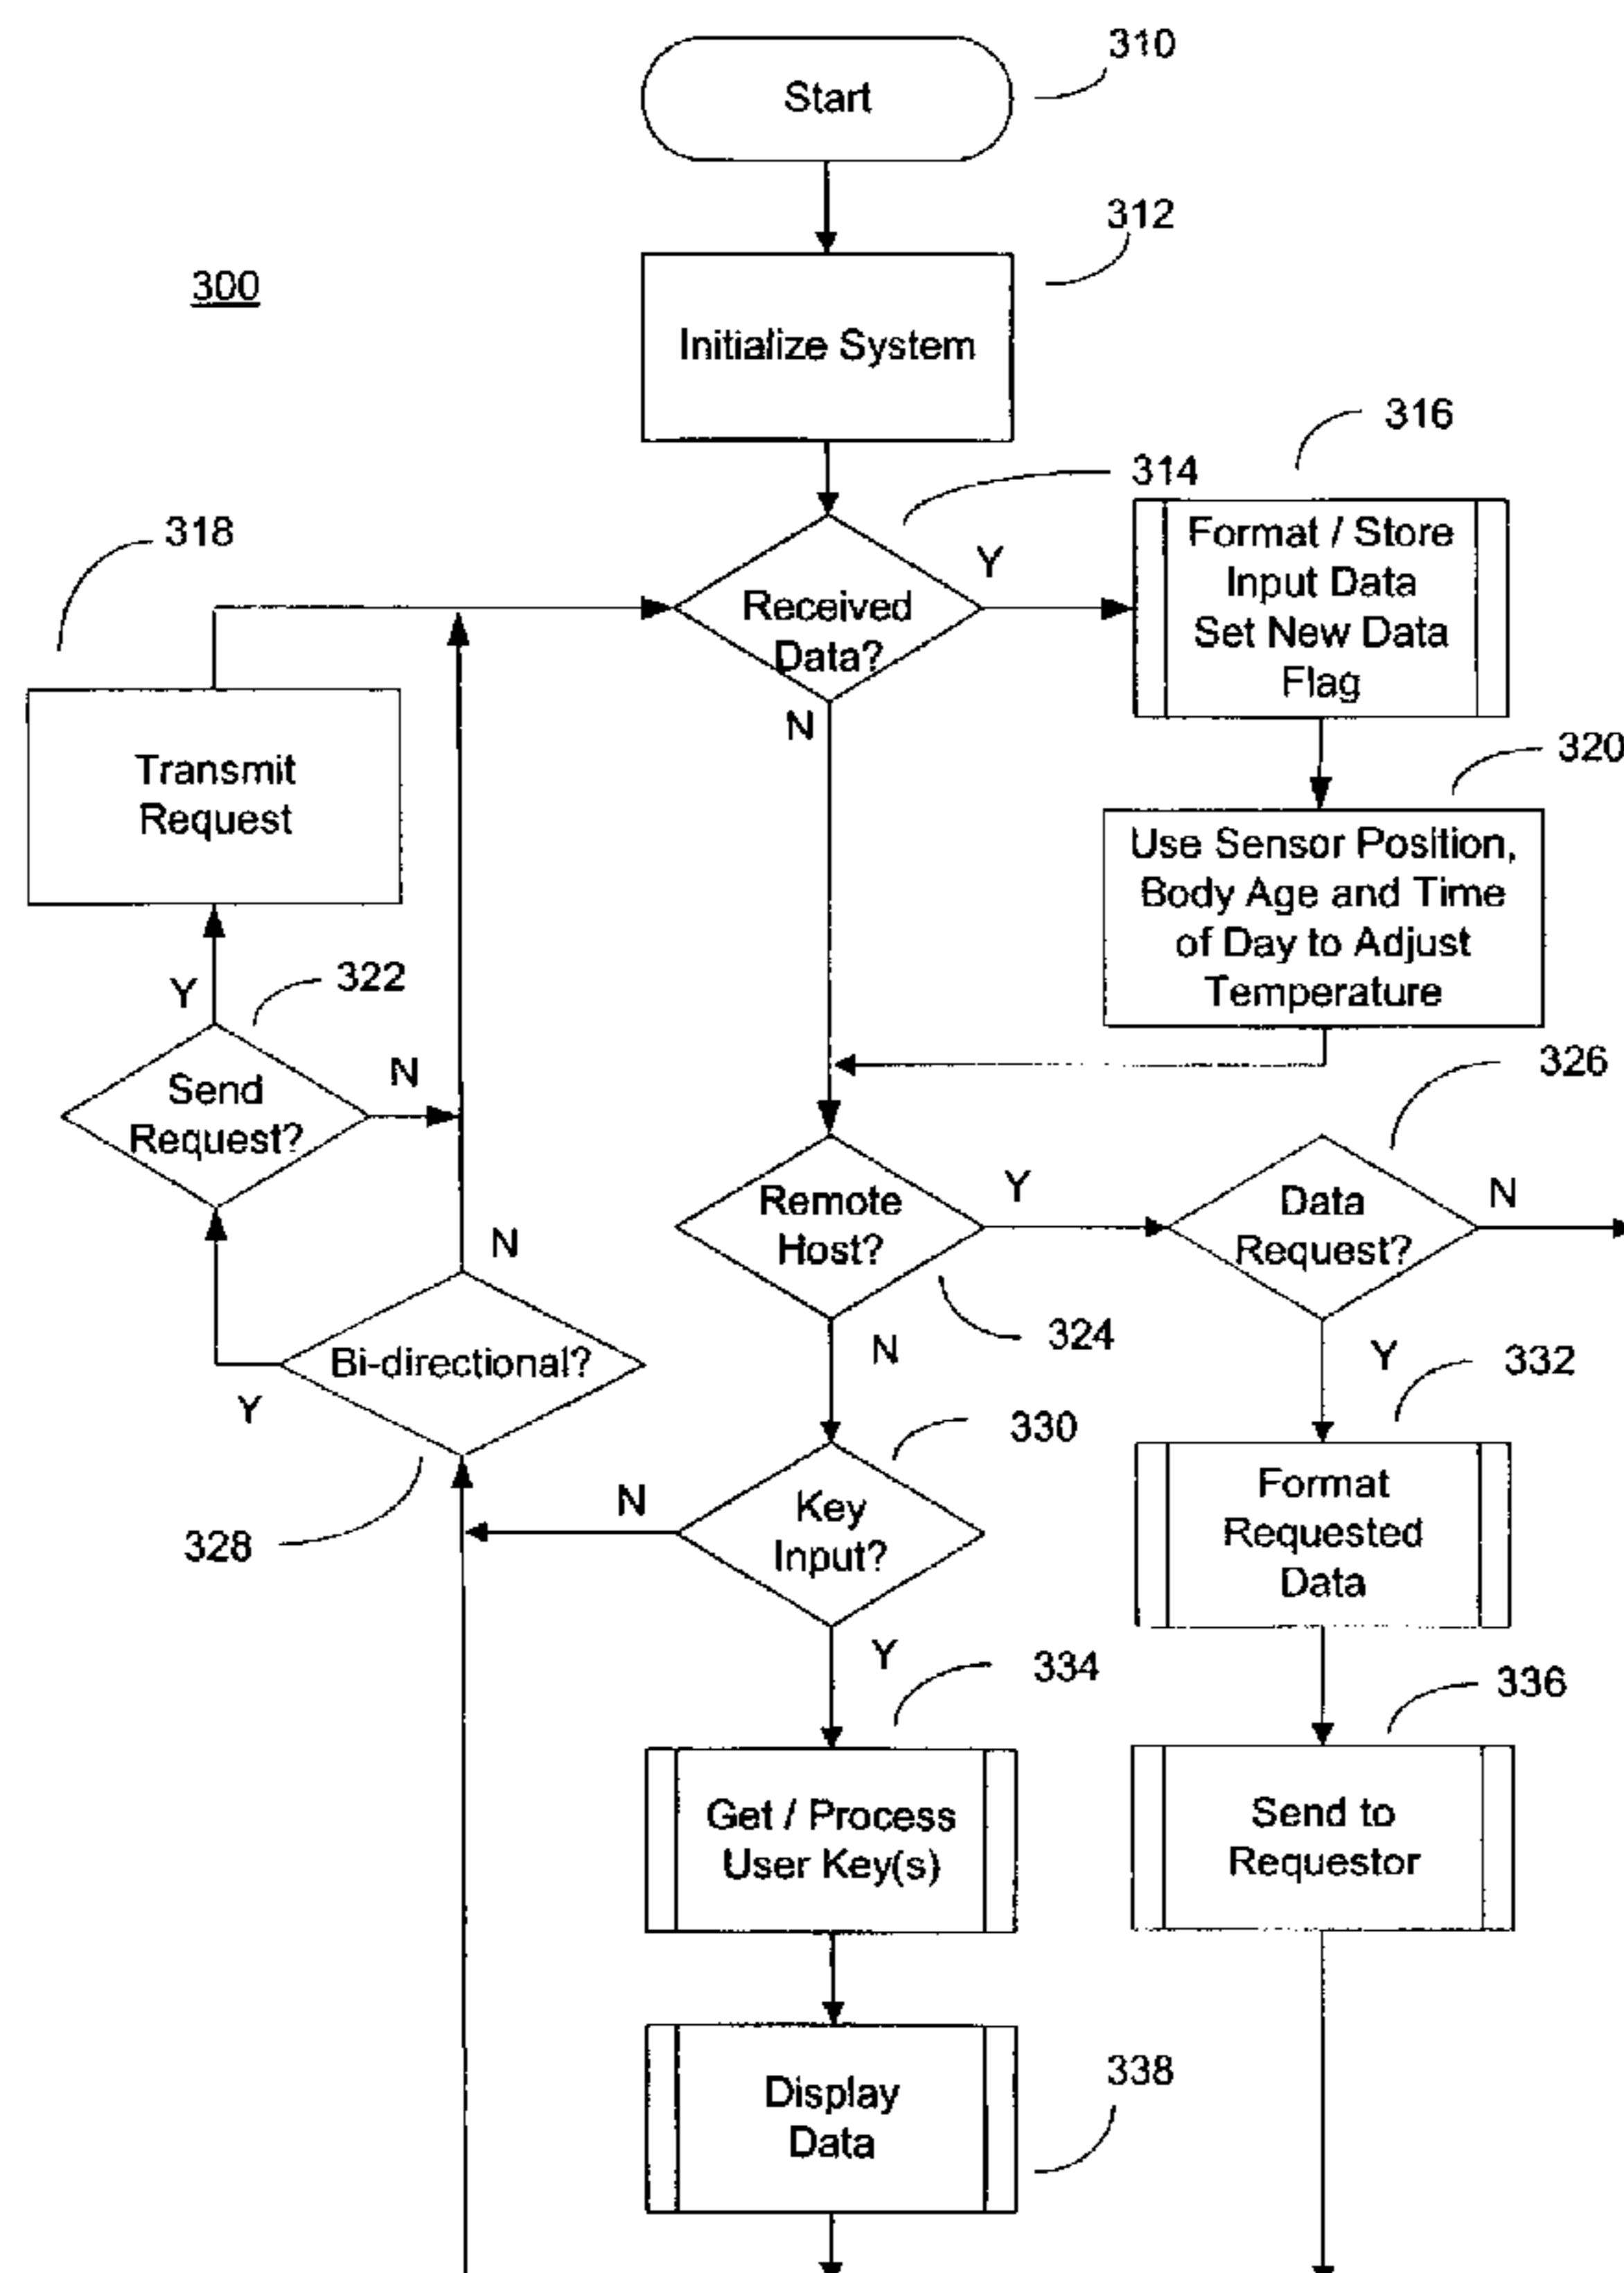 310
Start
312
300
Initialize System
316
314
318
Y
Format / Store
Input Data
Set New Data
Flag
Received
Data?
N
320
Transmit
Request
Use Sensor Position,
Body Age and Time
of Day to Adjust
Temperature
322
Y
326
N
Send
Request?
Y
N
Remote
Host?
Data
Request?
N
324
N
Y
332
Bi-directional?
Y
330
N
Key
Input?
Format
Requested
Data
328
Y
334
336
Get / Process
User Key(s)
Send to
Requestor
338
Display
Data